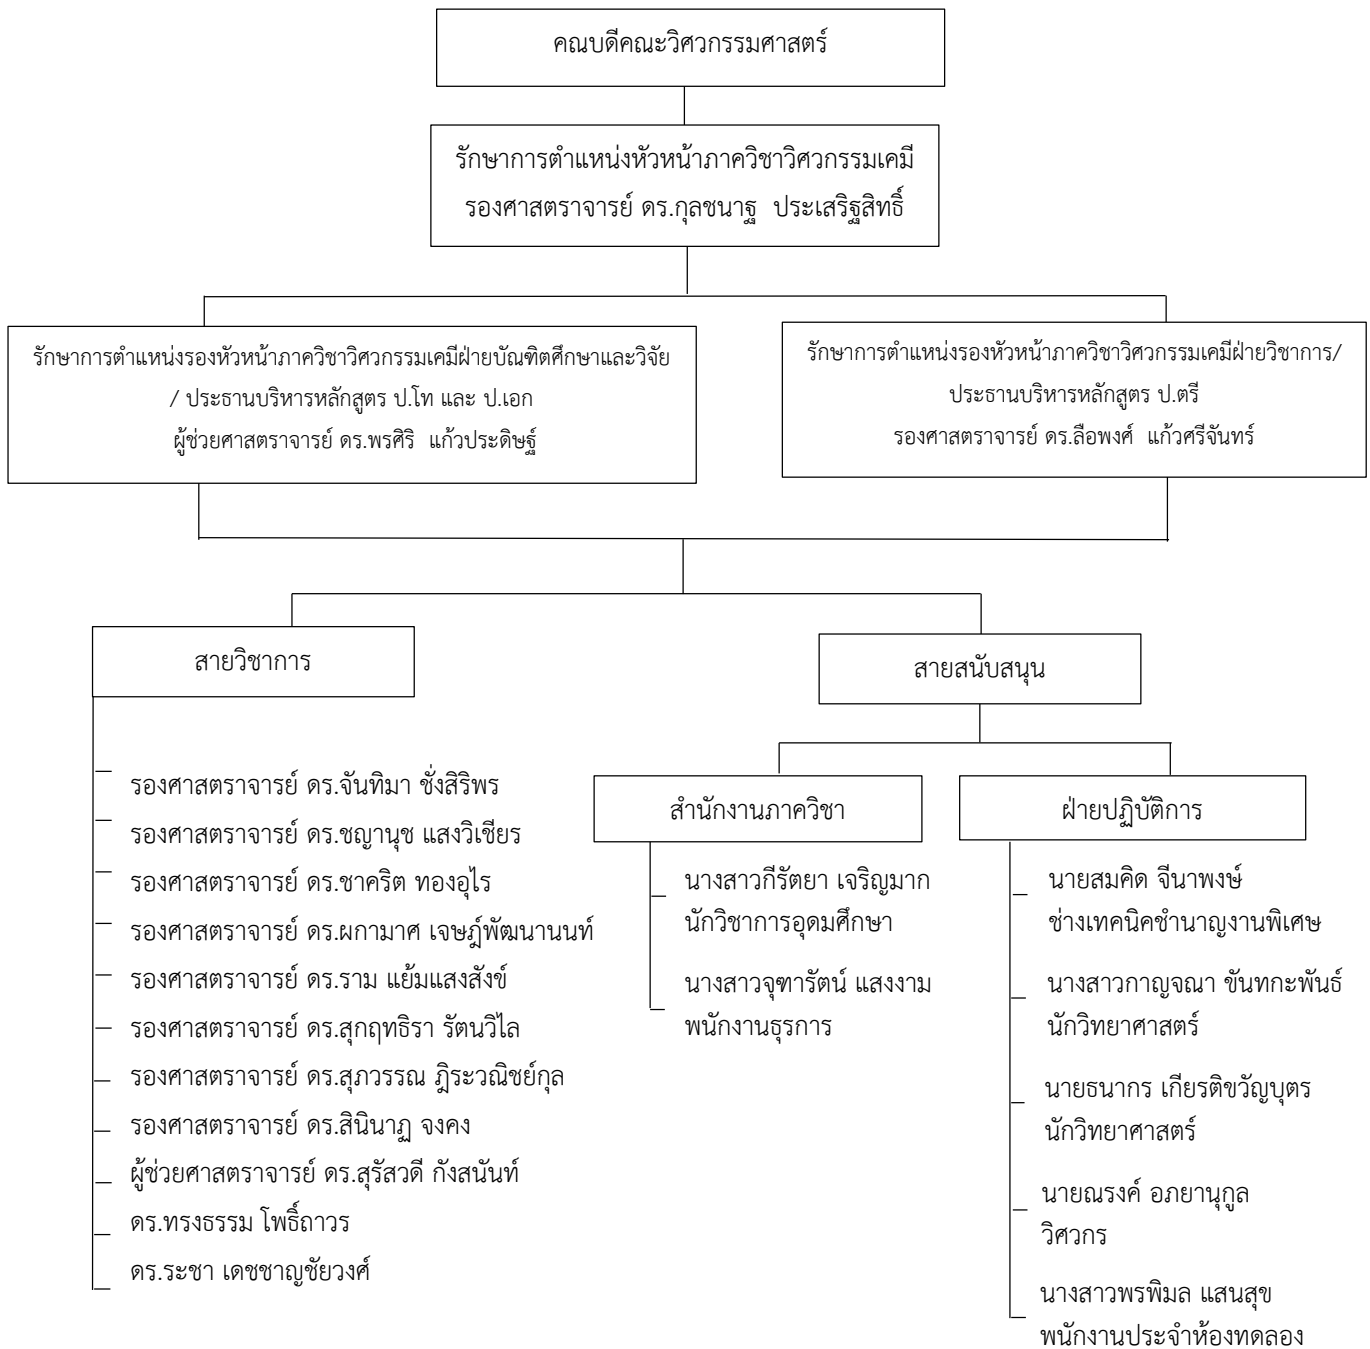 คณบดีคณะวิศวกรรมศาสตร์
รักษาการตำแหน่งหัวหน้าภาควิชาวิศวกรรมเคมี
รองศาสตราจารย์ ดร.กุลชนาฐ ประเสริฐสิทธิ์
รักษาการตำแหน่งรองหัวหน้าภาควิชาวิศวกรรมเคมีฝ่ายบัณฑิตศึกษาและวิจัย
/ ประธานบริหารหลักสูตร ป.โท และ ป.เอก
ผู้ช่วยศาสตราจารย์ ดร.พรศิริ แก้วประดิษฐ์
รักษาการตำแหน่งรองหัวหน้าภาควิชาวิศวกรรมเคมีฝ่ายวิชาการ/
ประธานบริหารหลักสูตร ป.ตรี
รองศาสตราจารย์ ดร.ลือพงศ์ แก้วศรีจันทร์
สายวิชาการ
รองศาสตราจารย์ ดร.จันทิมา ชั่งสิริพร
รองศาสตราจารย์ ดร.ชญานุช แสงวิเชียร
รองศาสตราจารย์ ดร.ชาคริต ทองอุไร
รองศาสตราจารย์ ดร.ผกามาศ เจษฎ์พัฒนานนท์
รองศาสตราจารย์ ดร.ราม แย้มแสงสังข์
รองศาสตราจารย์ ดร.สุกฤทธิรา รัตนวิไล
รองศาสตราจารย์ ดร.สุภวรรณ ฎิระวณิชย์กุล
รองศาสตราจารย์ ดร.สินินาฏ จงคง
ผู้ช่วยศาสตราจารย์ ดร.สุรัสวดี กังสนันท์
ดร.ทรงธรรม โพธิ์ถาวร
ดร.ระชา เดชชาญชัยวงศ์
สายสนับสนุน
สำนักงานภาควิชา
นางสาวกีรัตยา เจริญมาก
นักวิชาการอุดมศึกษา
นางสาวจุฑารัตน์ แสงงาม
พนักงานธุรการ
ฝ่ายปฏิบัติการ
นายสมคิด จีนาพงษ์
ช่างเทคนิคชำนาญงานพิเศษ
นางสาวกาญจณา ขันทกะพันธ์
นักวิทยาศาสตร์
นายธนากร เกียรติขวัญบุตร
นักวิทยาศาสตร์
นายณรงค์ อภยานุกูล
วิศวกร
นางสาวพรพิมล แสนสุข
พนักงานประจำห้องทดลอง